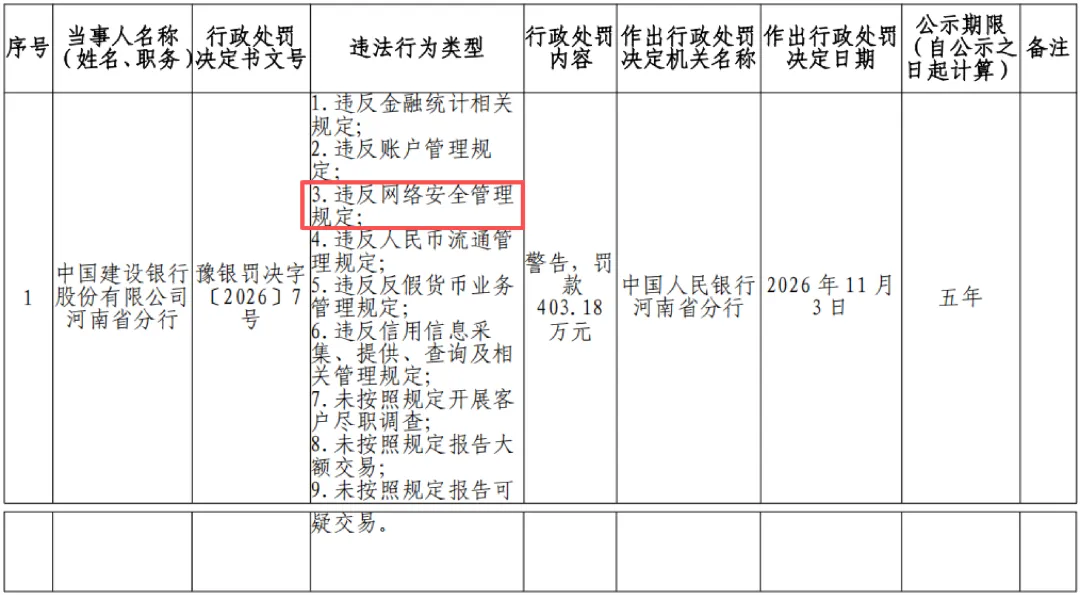 序号
当事人名称
（姓名、职务）
行政处罚
决定书文号
违法行为类型
行政处罚
内容
作出行政处罚
决定机关名称
作出行政处罚
决定日期
公示期限
（自公示之
日起计算）
备注
1
中国建设银行
股份有限公司
河南省分行
豫银罚决字
〔2026〕7
号
1.违反金融统计相关
规定；
2.违反账户管理规
定；
3.违反网络安全管理
规定；
4.违反人民币流通管
理规定；
5.违反反假货币业务
管理规定；
6.违反信用信息采
集、提供、查询及相
关管理规定；
7.未按照规定开展客
户尽职调查；
8.未按照规定报告大
额交易；
9.未按照规定报告可
疑交易。
警告，罚
款
403.18
万元
中国人民银行
河南省分行
2026 年 11 月
3 日
五年